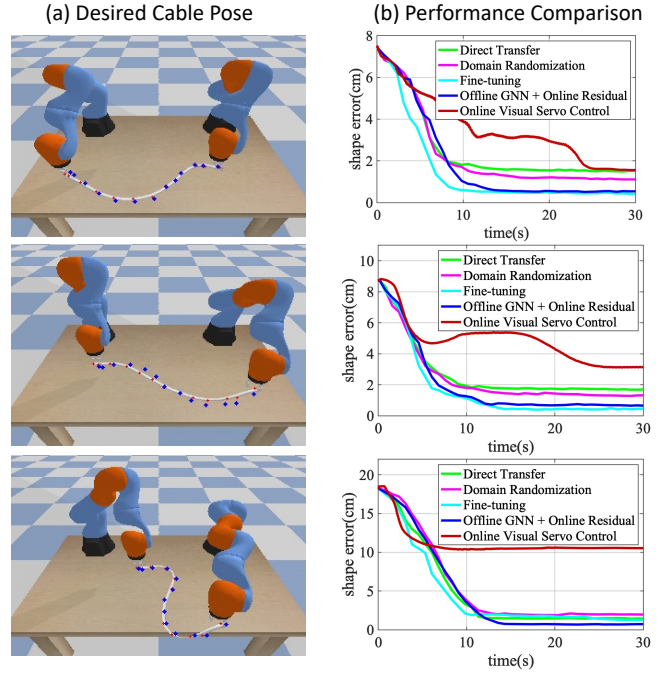 (a) Desired Cable Pose
(b) Performance Comparison
8
6
4
2
0
0
10
20
30
shape error(cm)
time(s)
Direct Transfer
Domain Randomization
Fine-tuning
Offline GNN + Online Residual
Online Visual Servo Control
10
8
6
4
2
0
0
10
20
30
shape error(cm)
time(s)
Direct Transfer
Domain Randomization
Fine-tuning
Offline GNN + Online Residual
Online Visual Servo Control
20
15
10
5
0
0
10
20
30
shape error(cm)
time(s)
Direct Transfer
Domain Randomization
Fine-tuning
Offline GNN + Online Residual
Online Visual Servo Control